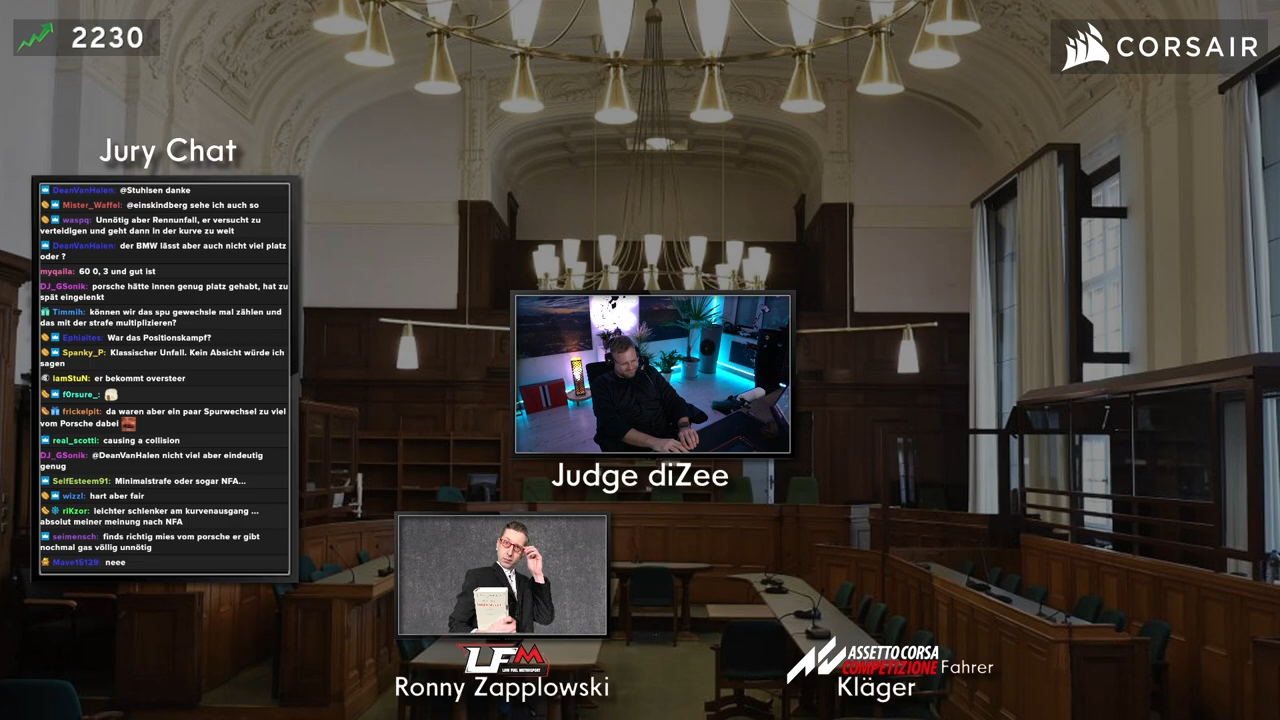 2230
CORSAIR
Jury Chat
DeanVanHalen: @Stuhlsen danke
Mister_Waffel: @einskindberg sehe ich auch so
waspq: Unnötig aber Rennunfall, er versucht zu
verteidigen und geht dann in der kurve zu weit
DeanVanHalen: der BMW lässt aber auch nicht viel platz
oder ?
myqalla: 60 0, 3 und gut ist
DJ_GSonik: porsche hätte innen genug platz gehabt, hat zu
spät eingelenkt
Timmih: können wir das spu gewechsle mal zählen und
das mit der strafe multiplizieren?
Ephisites: War das Positionskampf?
Spanky_P: Klassischer Unfall. Kein Absicht würde ich
sagen
iamStuN: er bekommt oversteer
f0rsure_:
frickelpit: da waren aber ein paar Spurwechsel zu viel
vom Porsche dabei
real_scotti: causing a collision
DJ_GSonik: @DeanVanHalen nicht viel aber eindeutig
genug
SelfEsteem91: Minimalstrafe oder sogar NFA...
wizzl: hart aber fair
riKzor: leichter schlenker am kurvenausgang ...
absolut meiner meinung nach NFA
seimensch: finds richtig mies vom porsche er gibt
nochmal gas völlig unnötig
Mave15129: neee
Judge diZee
LFM
LOW FUEL MOTORSPORT
Ronny Zapplowski
ASSETTO CORSA
COMPETIZIONE Fahrer
Kläger